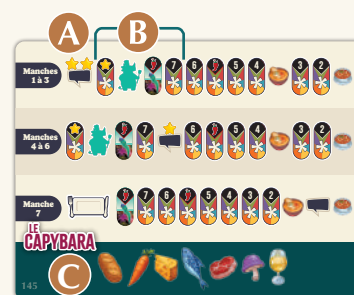 A B
Manches
1 à 3
7 6 5 4 3 2
Manches
4 à 6
7 6 5 4 3 2
Manche
7
7 6 5 4 3 2
LE
CAPYBARA
C
145